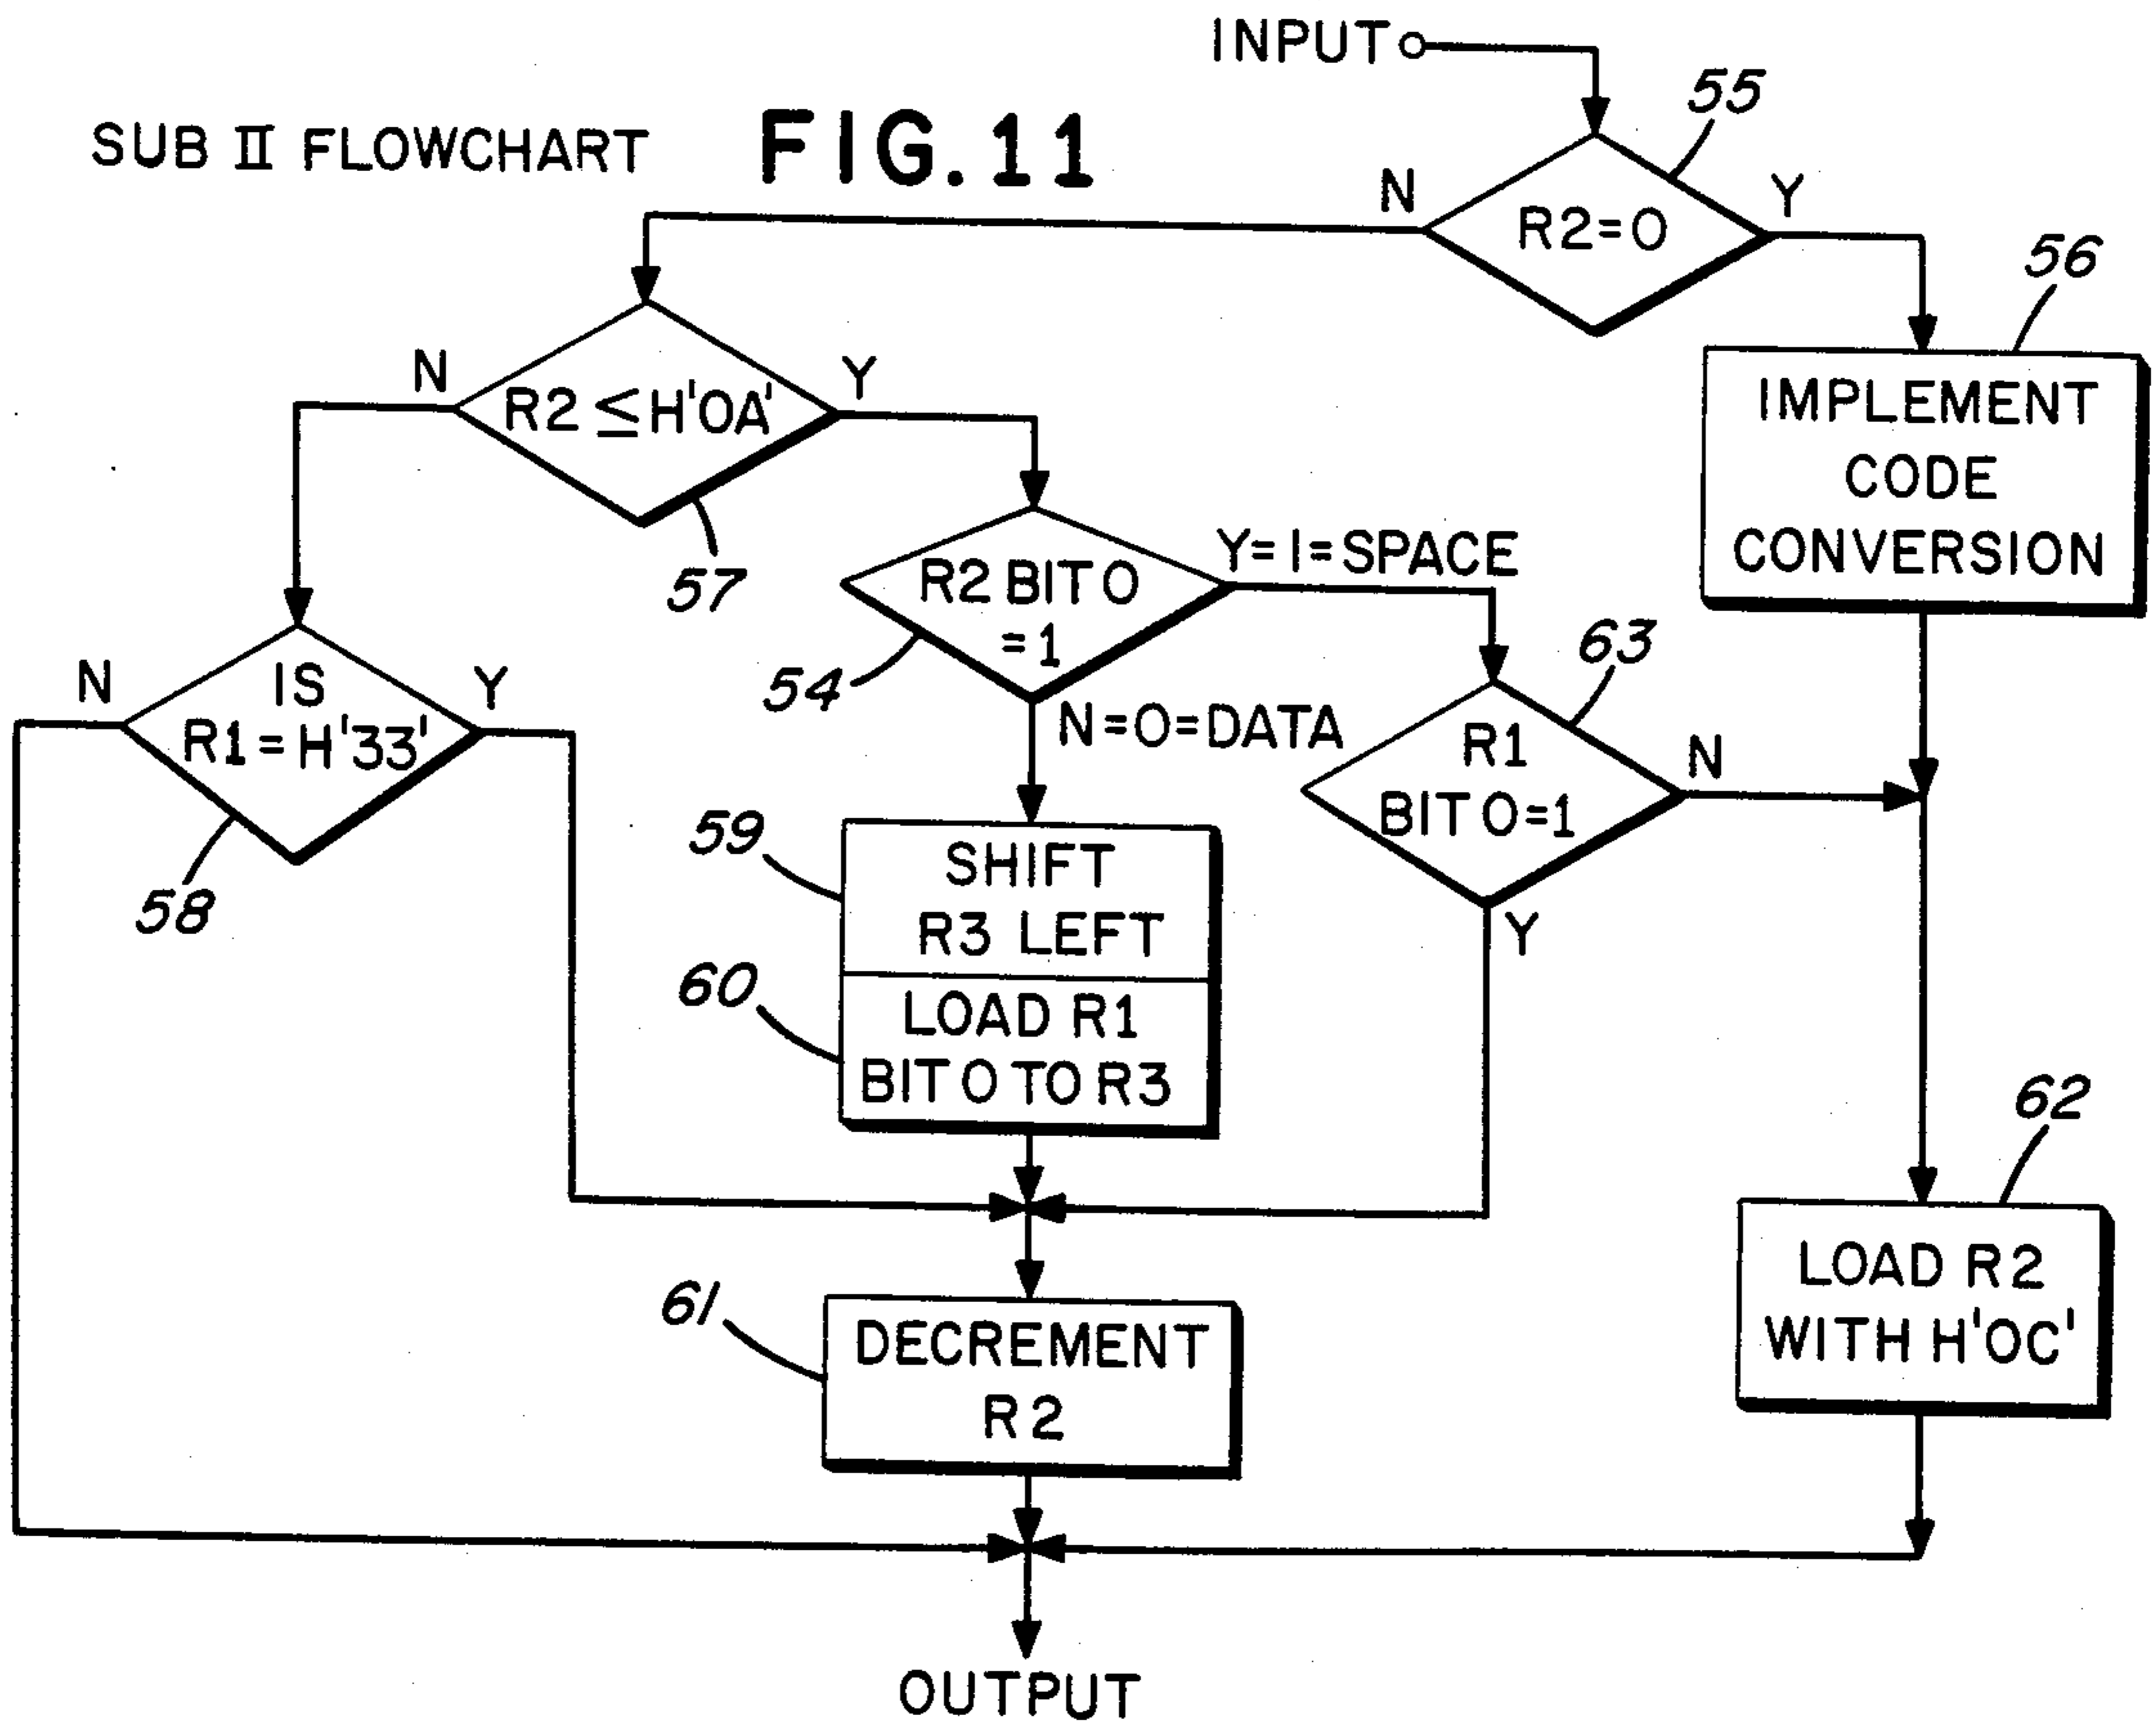 INPUT
SUB II FLOWCHART FIG.11
55
N
R2=0
Y
56
IMPLEMENT
CODE
CONVERSION
N
R2 ≤ H'0A'
Y
57
R2 BIT 0
=1
Y=1=SPACE
54
N=0=DATA
63
R1
BIT 0=1
N
Y
N
IS
R1=H'33'
Y
58
59
SHIFT
R3 LEFT
60
LOAD R1
BIT 0 TO R3
61
DECREMENT
R2
62
LOAD R2
WITH H'0C'
OUTPUT